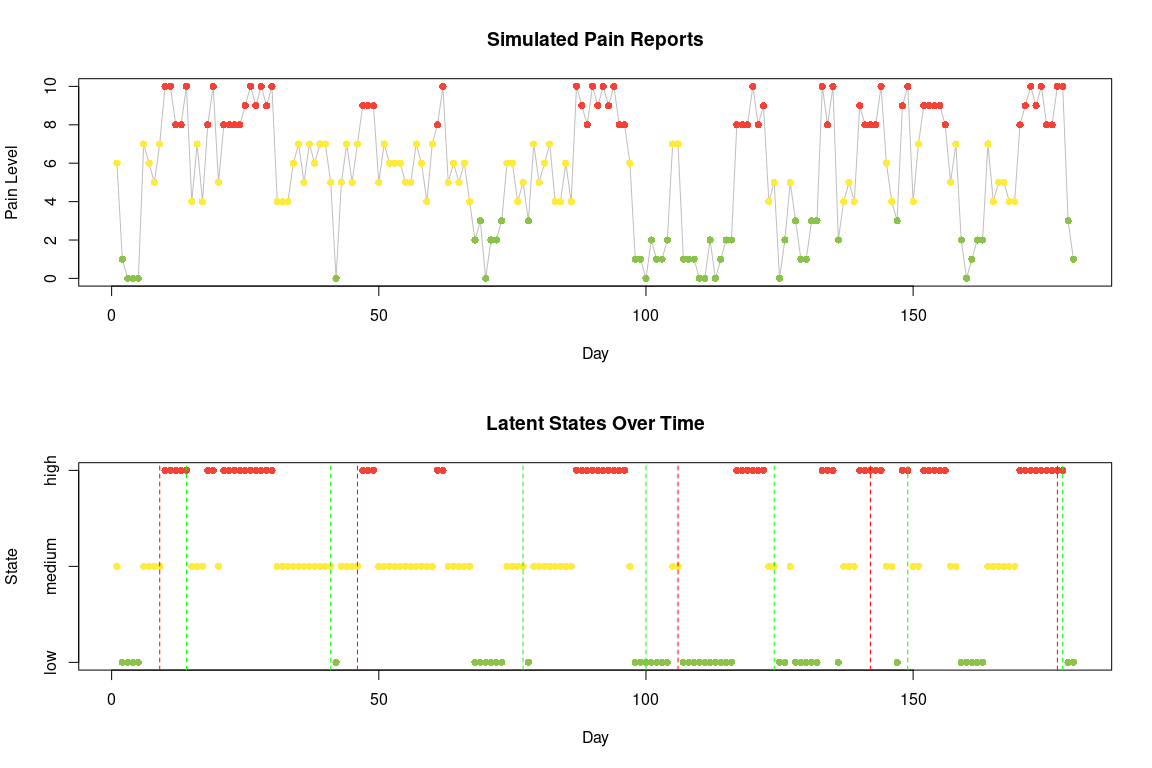 Simulated Pain Reports
Pain Level
10
8
6
4
2
0
0 50 100 150
Day
Latent States Over Time
State
high
medium
low
0 50 100 150
Day